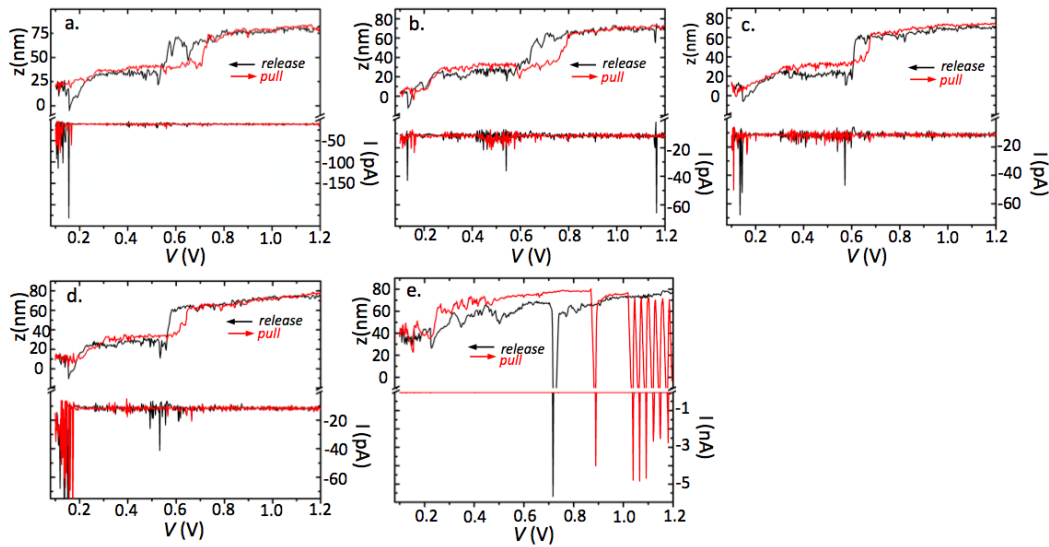 a.
z(nm)
75
50
25
0
release
pull
I (pA)
-50
-100
-150
0.2 0.4 0.6 0.8 1.0 1.2
V (V)
b.
z(nm)
80
60
40
20
0
release
pull
I (pA)
-20
-40
-60
0.2 0.4 0.6 0.8 1.0 1.2
V (V)
c.
z(nm)
80
60
40
20
0
release
pull
I (pA)
-20
-40
-60
0.2 0.4 0.6 0.8 1.0 1.2
V (V)
d.
z(nm)
80
60
40
20
0
release
pull
I (pA)
-20
-40
-60
0.2 0.4 0.6 0.8 1.0 1.2
V (V)
e.
z(nm)
80
60
40
20
0
release
pull
I (nA)
-1
-3
-5
0.2 0.4 0.6 0.8 1.0 1.2
V (V)